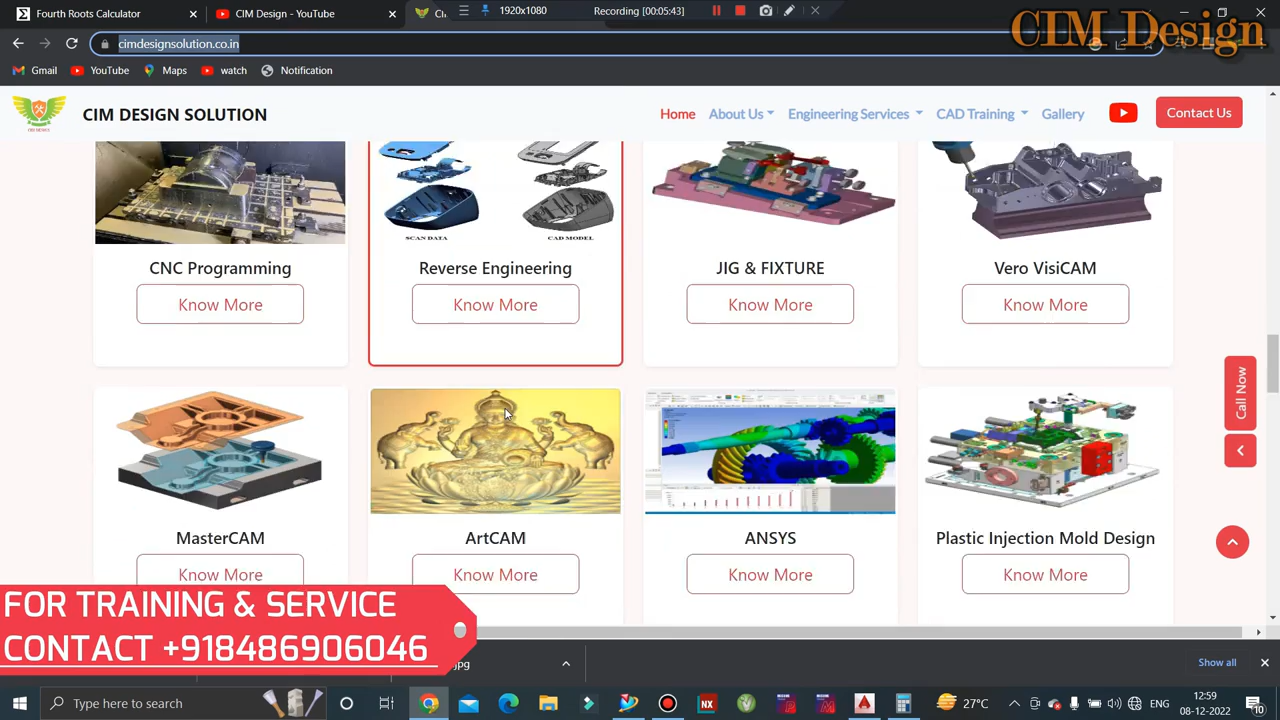 Fourth Roots Calculator
CIM Design - YouTube
1920x1080
Recording [00:05:43]
CIM Design
cimdesignsolution.co.in
Gmail
YouTube
Maps
watch
Notification
CIM DESIGN SOLUTION
Home
About Us
Engineering Services
CAD Training
Gallery
Contact Us
SCAN DATA
CAD MODEL
CNC Programming
Reverse Engineering
JIG & FIXTURE
Vero VisiCAM
Know More
Know More
Know More
Know More
Call Now
MasterCAM
ArtCAM
ANSYS
Plastic Injection Mold Design
Know More
Know More
Know More
Know More
FOR TRAINING & SERVICE
CONTACT +918486906046
.jpg
Show all
Type here to search
NX
27°C
ENG
12:59
08-12-2022
10